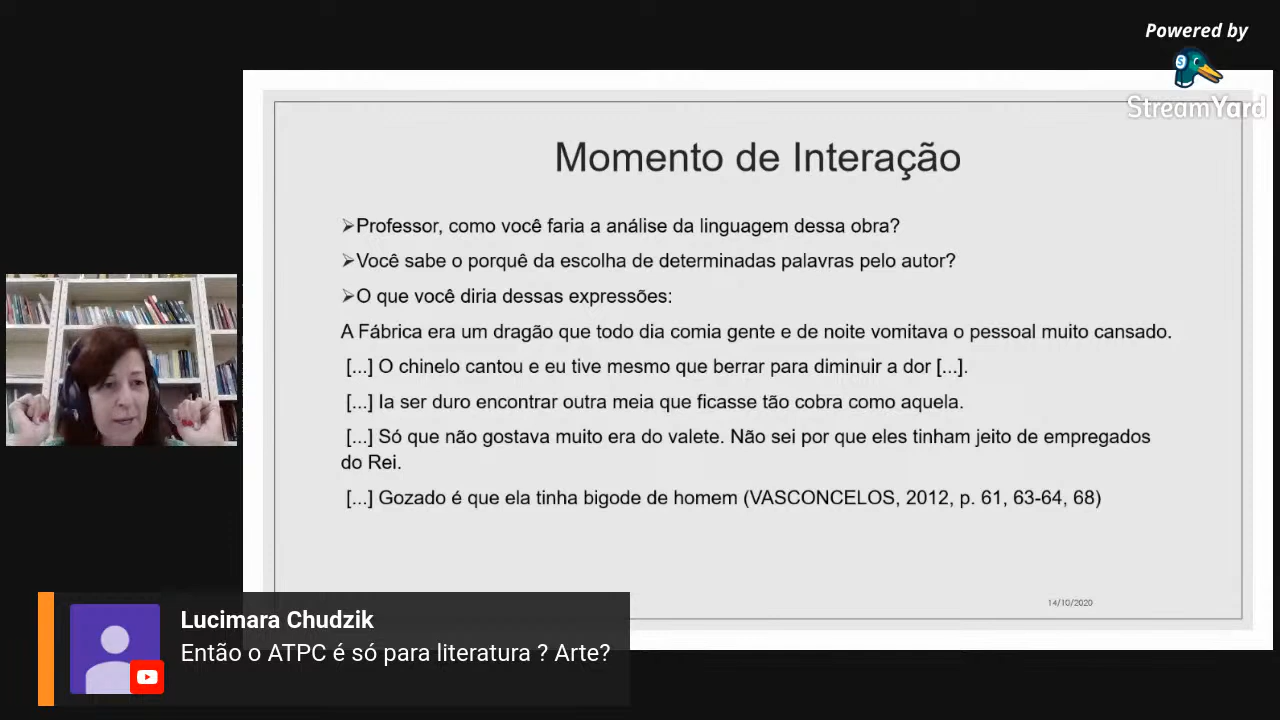 Powered by
StreamYard
Momento de Interação
➢Professor, como você faria a análise da linguagem dessa obra?
➢Você sabe o porquê da escolha de determinadas palavras pelo autor?
➢O que você diria dessas expressões:
A Fábrica era um dragão que todo dia comia gente e de noite vomitava o pessoal muito cansado.
[...] O chinelo cantou e eu tive mesmo que berrar para diminuir a dor [...].
[...] Ia ser duro encontrar outra meia que ficasse tão cobra como aquela.
[...] Só que não gostava muito era do valete. Não sei por que eles tinham jeito de empregados
do Rei.
[...] Gozado é que ela tinha bigode de homem (VASCONCELOS, 2012, p. 61, 63-64, 68)
14/10/2020
Lucimara Chudzik
Então o ATPC é só para literatura ? Arte?